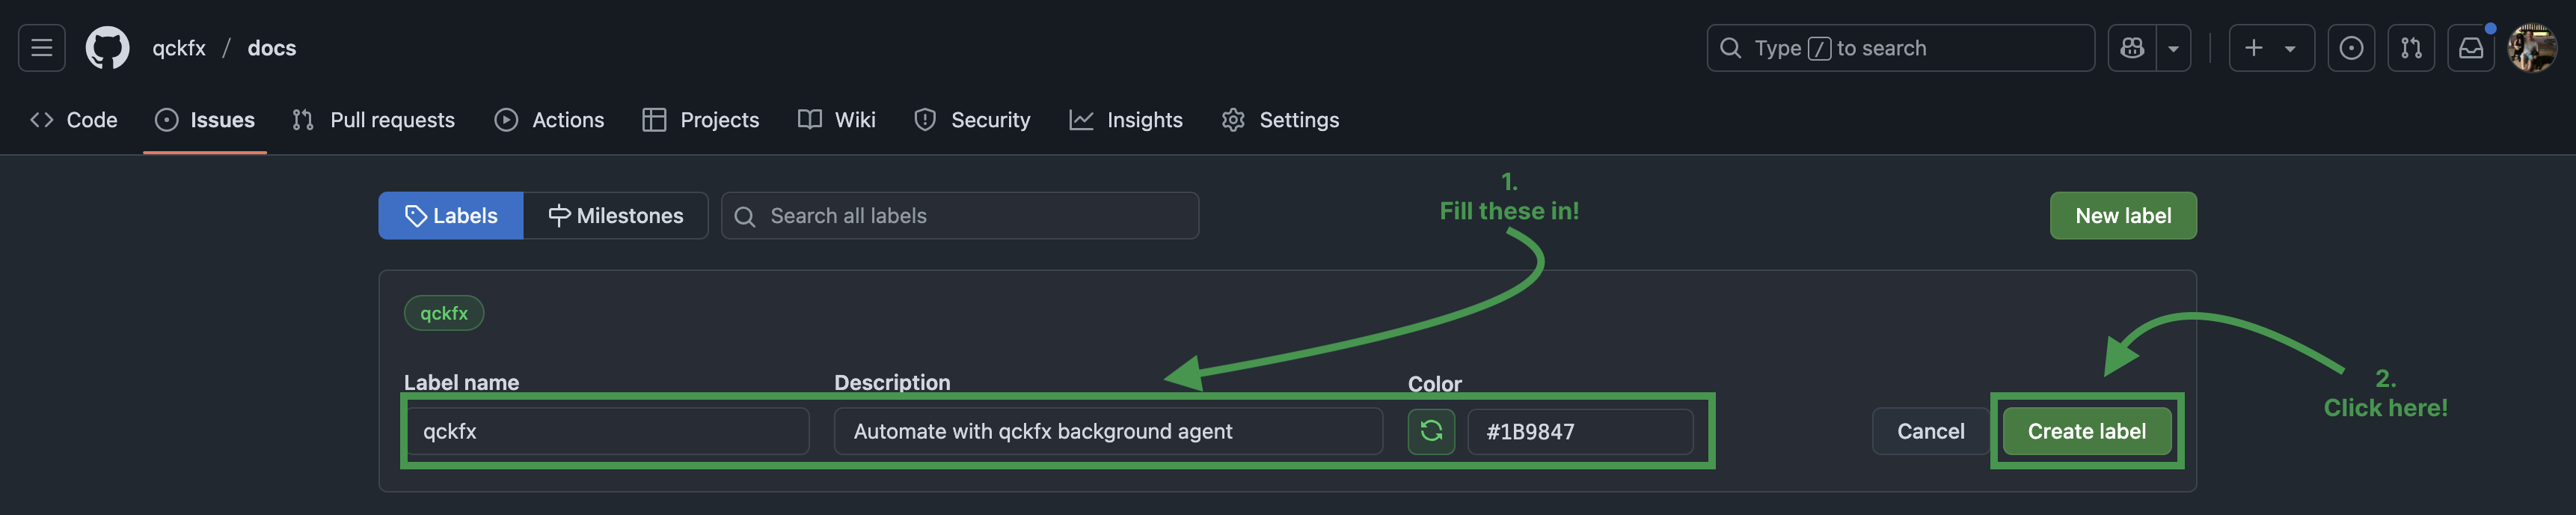 qckfx / docs
Type / to search
Code Issues Pull requests Actions Projects Wiki Security Insights Settings
1.
Fill these in!
Labels Milestones Search all labels New label
qckfx
Label name Description Color
qckfx Automate with qckfx background agent #1B9847 Cancel Create label
2.
Click here!